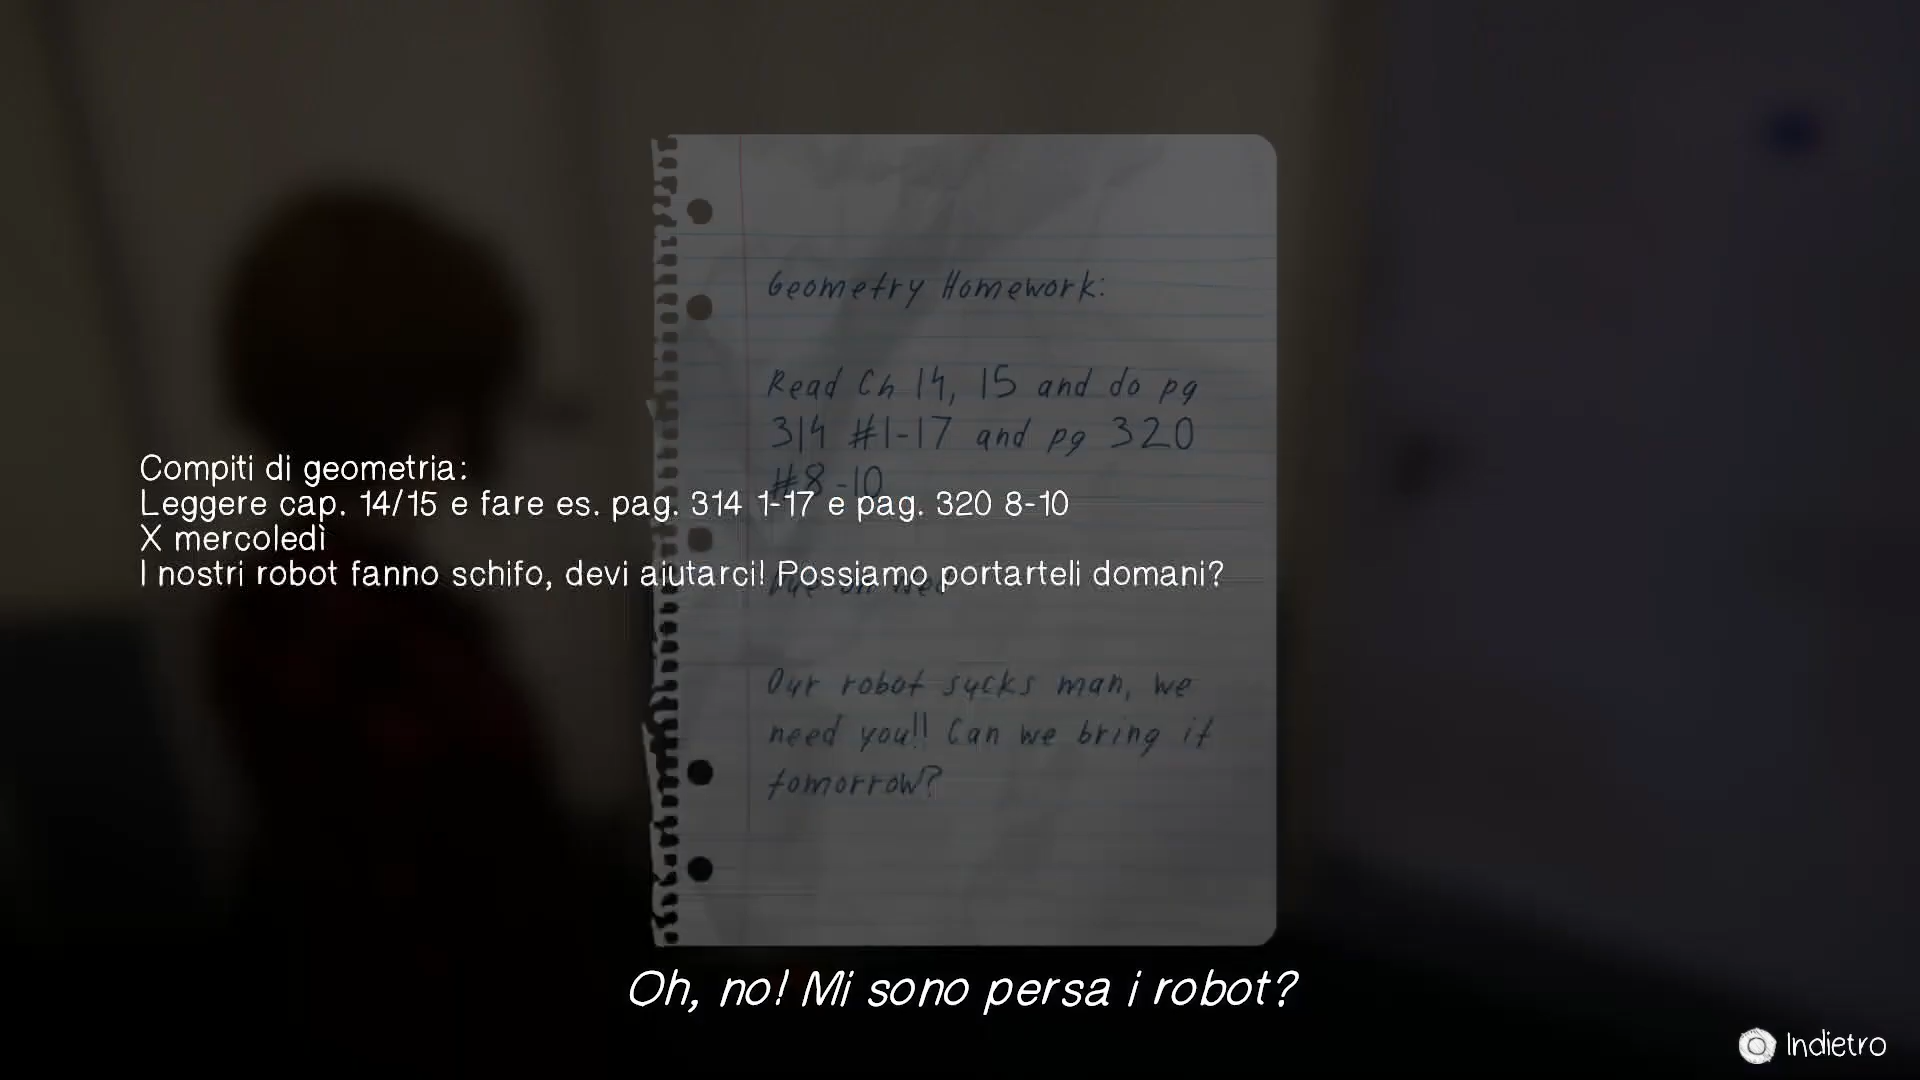 Geometry Homework:
Read Ch 14, 15 and do pg
314 #1-17 and pg 320
#8-10
Due on Wed
Our robot sucks man, we
need you!! Can we bring it
tomorrow?
Compiti di geometria:
Leggere cap. 14/15 e fare es. pag. 314 1-17 e pag. 320 8-10
X mercoledì
I nostri robot fanno schifo, devi aiutarci! Possiamo portarteli domani?
Oh, no! Mi sono persa i robot?
Indietro